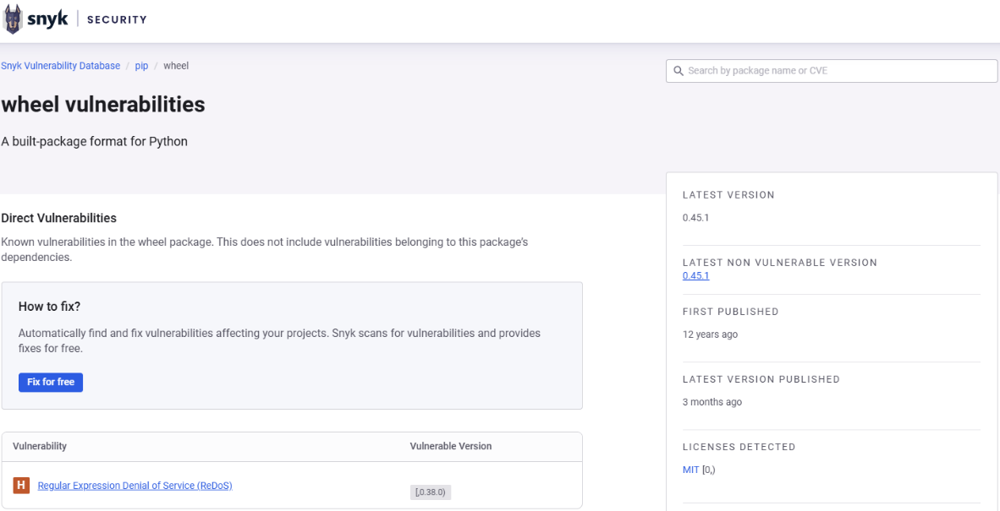 snyk | SECURITY
Snyk Vulnerability Database / pip / wheel
Search by package name or CVE
wheel vulnerabilities
A built-package format for Python
Direct Vulnerabilities
Known vulnerabilities in the wheel package. This does not include vulnerabilities belonging to this package's
dependencies.
How to fix?
Automatically find and fix vulnerabilities affecting your projects. Snyk scans for vulnerabilities and provides
fixes for free.
Fix for free
Vulnerability Vulnerable Version
H Regular Expression Denial of Service (ReDoS) [,0.38.0)
LATEST VERSION
0.45.1
LATEST NON VULNERABLE VERSION
0.45.1
FIRST PUBLISHED
12 years ago
LATEST VERSION PUBLISHED
3 months ago
LICENSES DETECTED
MIT [0,)